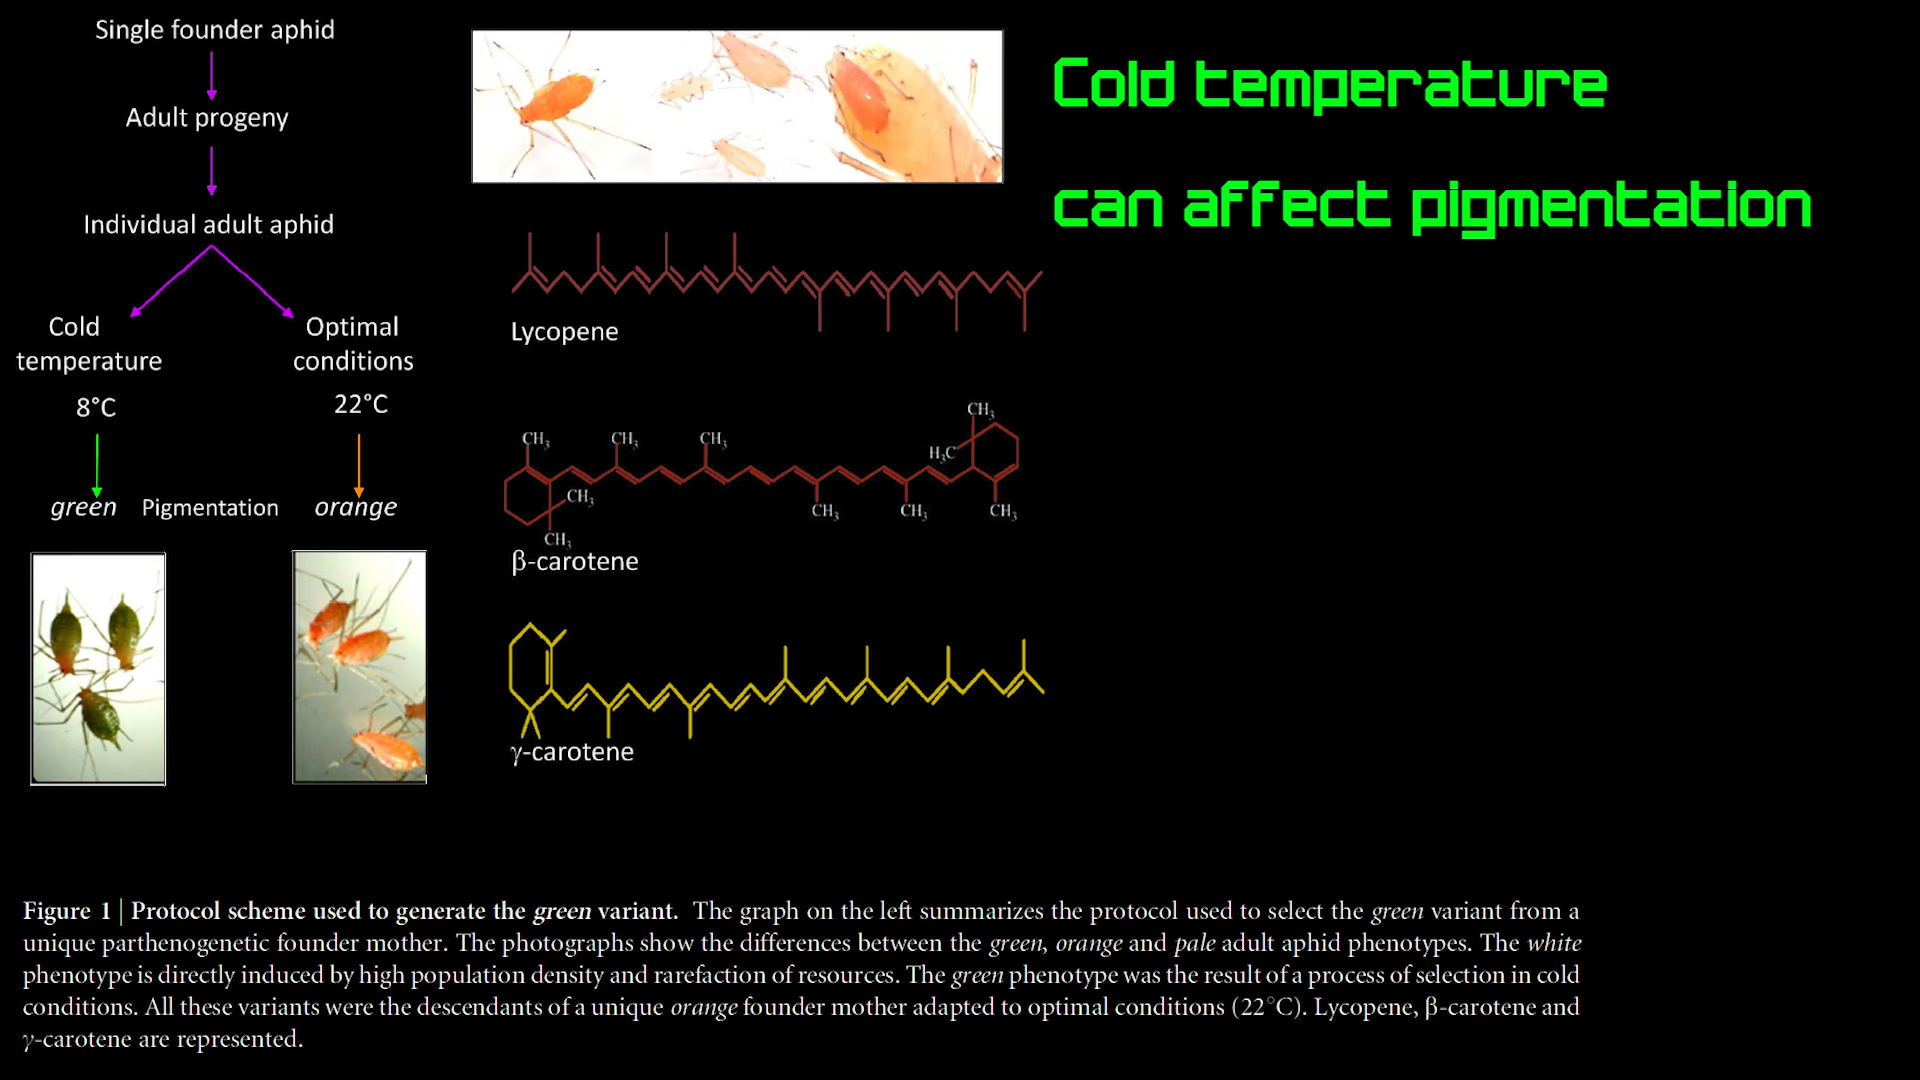 Single founder aphid
Adult progeny
Individual adult aphid
Cold
temperature
8°C
Optimal
conditions
22°C
green Pigmentation orange
Cold temperature
can affect pigmentation
Lycopene
CH₃ CH₃ CH₃ CH₃
H₃C
CH₃
CH₃ CH₃ CH₃
CH₃
β-carotene
γ-carotene
Figure 1 | Protocol scheme used to generate the green variant. The graph on the left summarizes the protocol used to select the green variant from a
unique parthenogenetic founder mother. The photographs show the differences between the green, orange and pale adult aphid phenotypes. The white
phenotype is directly induced by high population density and rarefaction of resources. The green phenotype was the result of a process of selection in cold
conditions. All these variants were the descendants of a unique orange founder mother adapted to optimal conditions (22°C). Lycopene, β-carotene and
γ-carotene are represented.